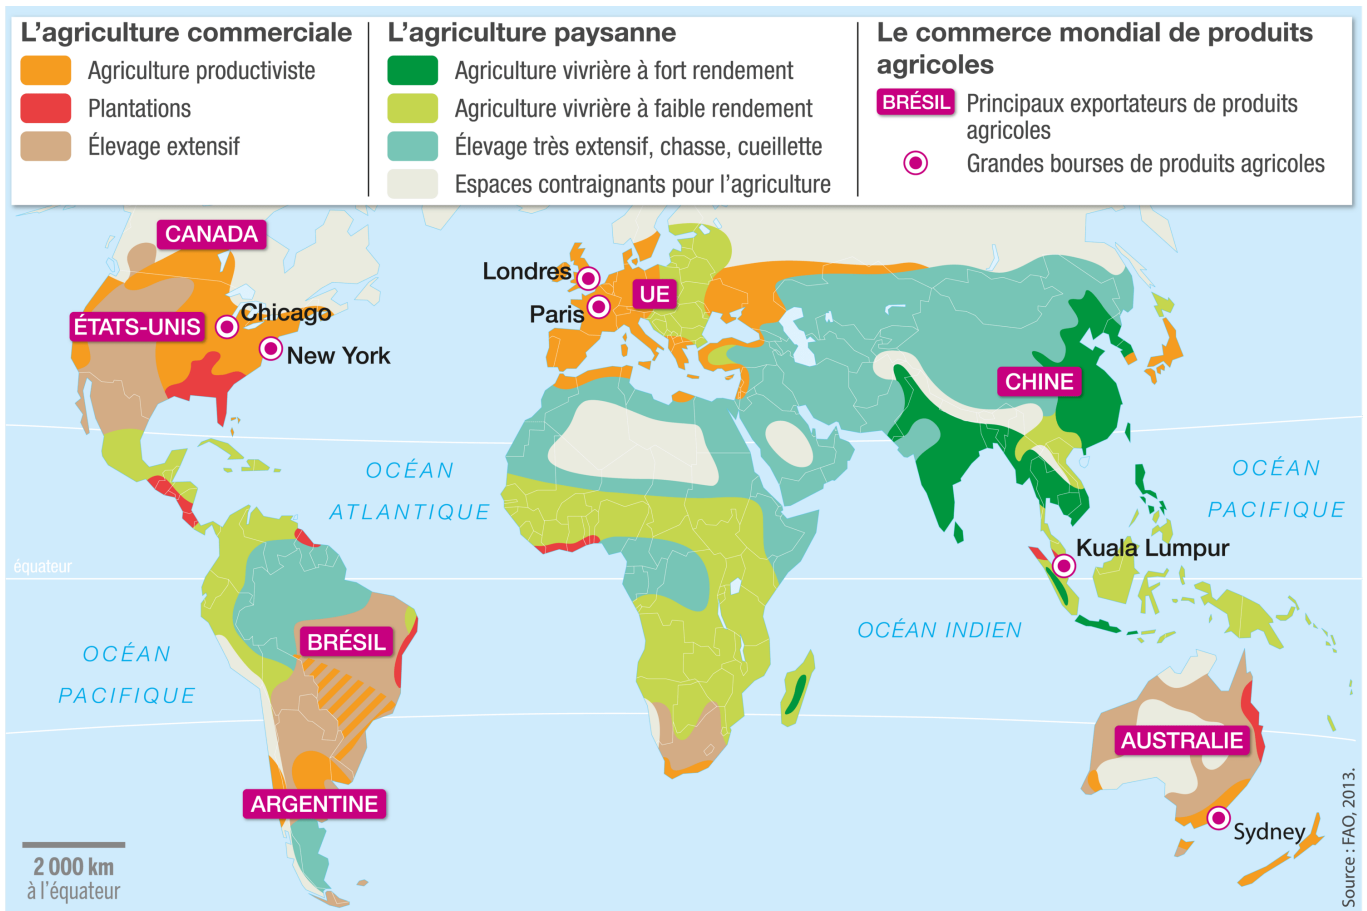 L'agriculture commerciale
Agriculture productiviste
Plantations
Élevage extensif
L'agriculture paysanne
Agriculture vivrière à fort rendement
Agriculture vivrière à faible rendement
Élevage très extensif, chasse, cueillette
Espaces contraignants pour l'agriculture
Le commerce mondial de produits
agricoles
BRÉSIL Principaux exportateurs de produits
agricoles
Grandes bourses de produits agricoles
CANADA
ÉTATS-UNIS
Chicago
New York
Londres
Paris
UE
CHINE
OCÉAN
ATLANTIQUE
OCÉAN
PACIFIQUE
équateur
Kuala Lumpur
OCÉAN INDIEN
BRÉSIL
OCÉAN
PACIFIQUE
AUSTRALIE
ARGENTINE
Sydney
2 000 km
à l'équateur
Source : FAO, 2013.